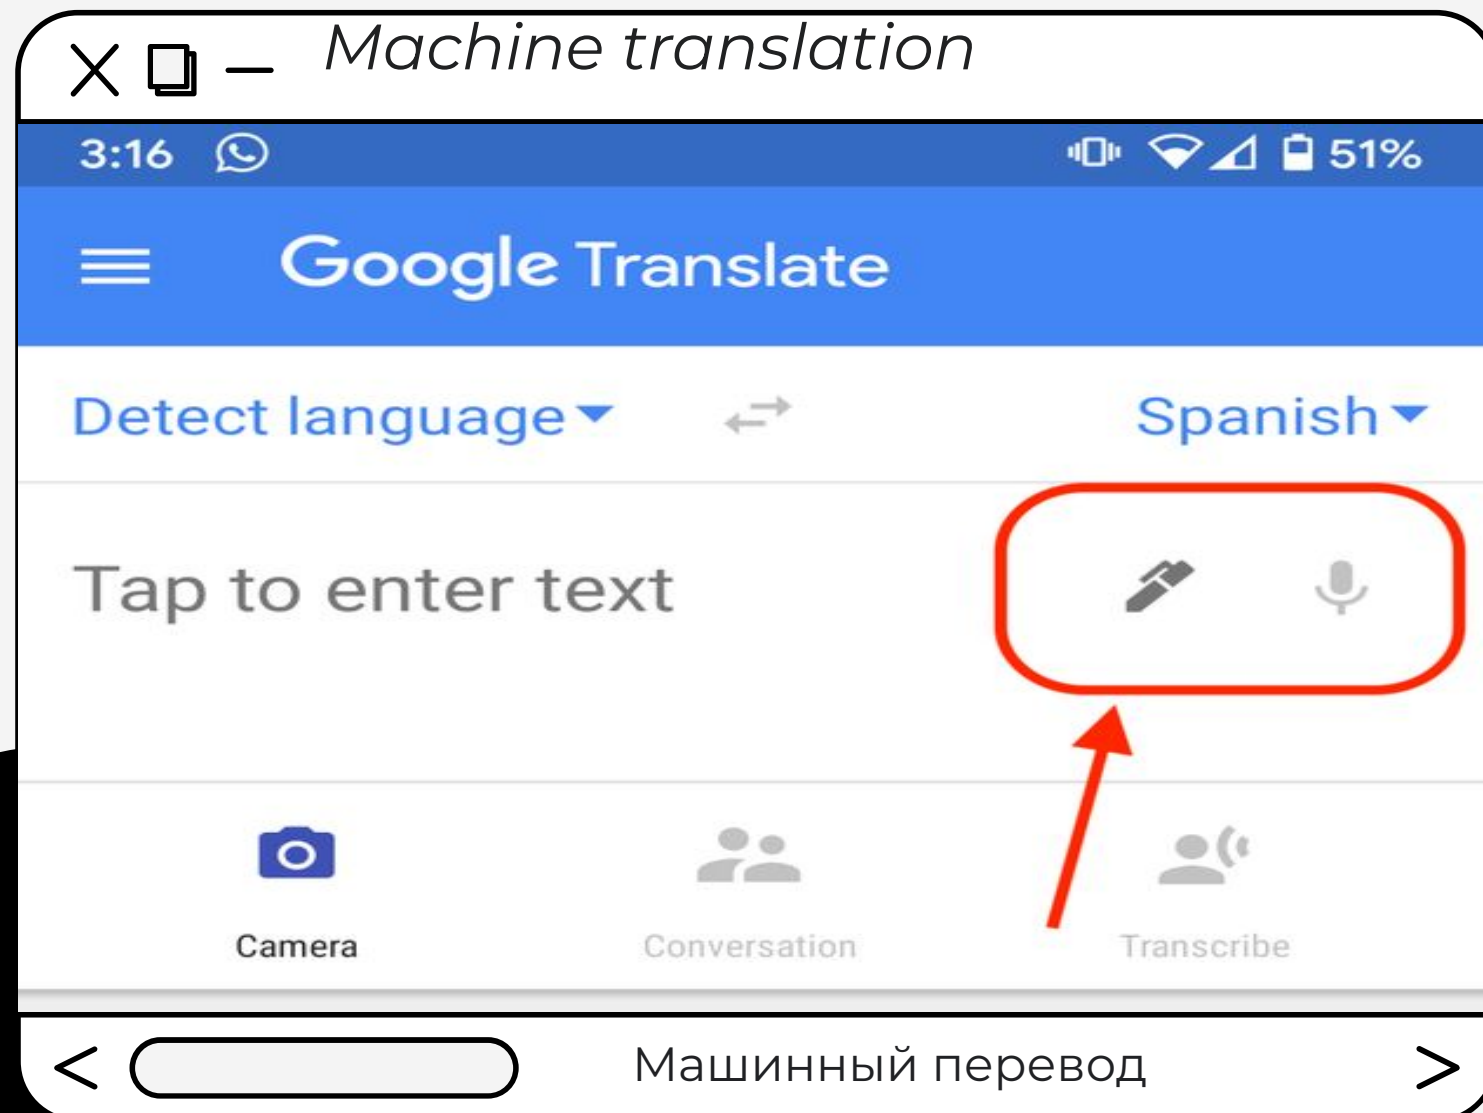 Machine translation
3:16 51%
Google Translate
Detect language Spanish
Tap to enter text
Camera Conversation Transcribe
Машинный перевод